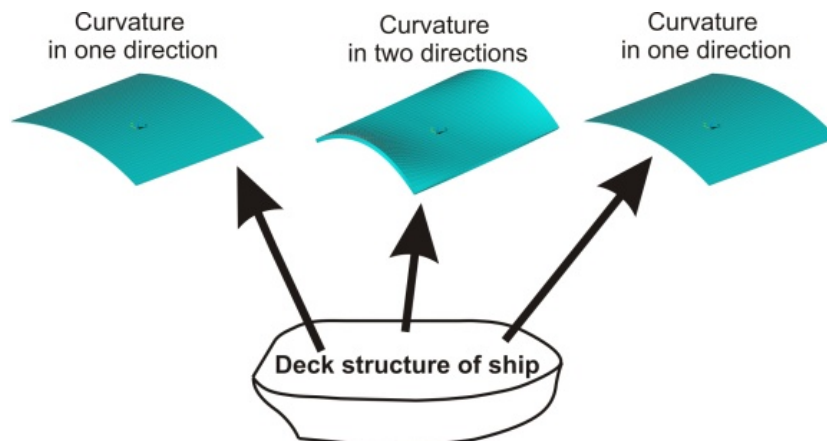 Curvature
in one direction
Curvature
in two directions
Curvature
in one direction
Deck structure of ship